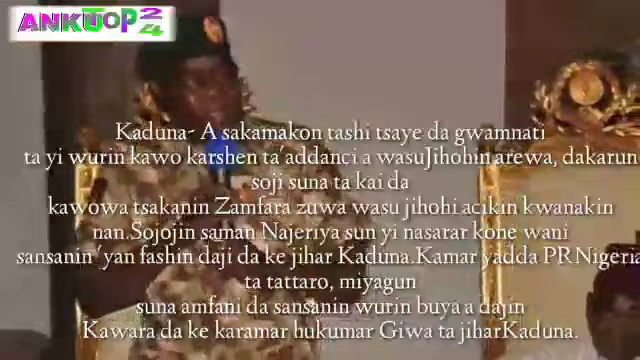 ANKUTOP24
Kaduna- A sakamakon tashi tsaye da gwamnati
ta yi wurin kawo karshen ta'addanci a wasuJihohin arewa, dakarun
soji suna ta kai da
kawowa tsakanin Zamfara zuwa wasu jihohi acikin kwanakin
nan.Sojojin saman Najeriya sun yi nasarar kone wani
sansanin 'yan fashin daji da ke jihar Kaduna.Kamar yadda PRNigeria
ta tattaro, miyagun
suna amfani da sansanin wurin buya a dajin
Kawara da ke karamar hukumar Giwa ta jiharKaduna.